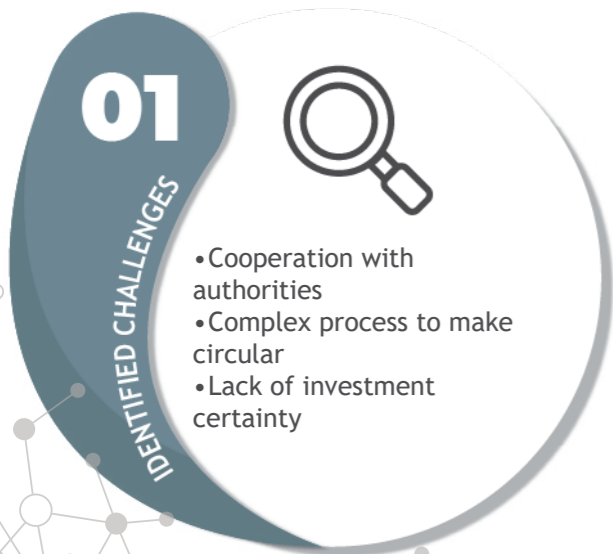 01
IDENTIFIED CHALLENGES
•Cooperation with
authorities
•Complex process to make
circular
•Lack of investment
certainty